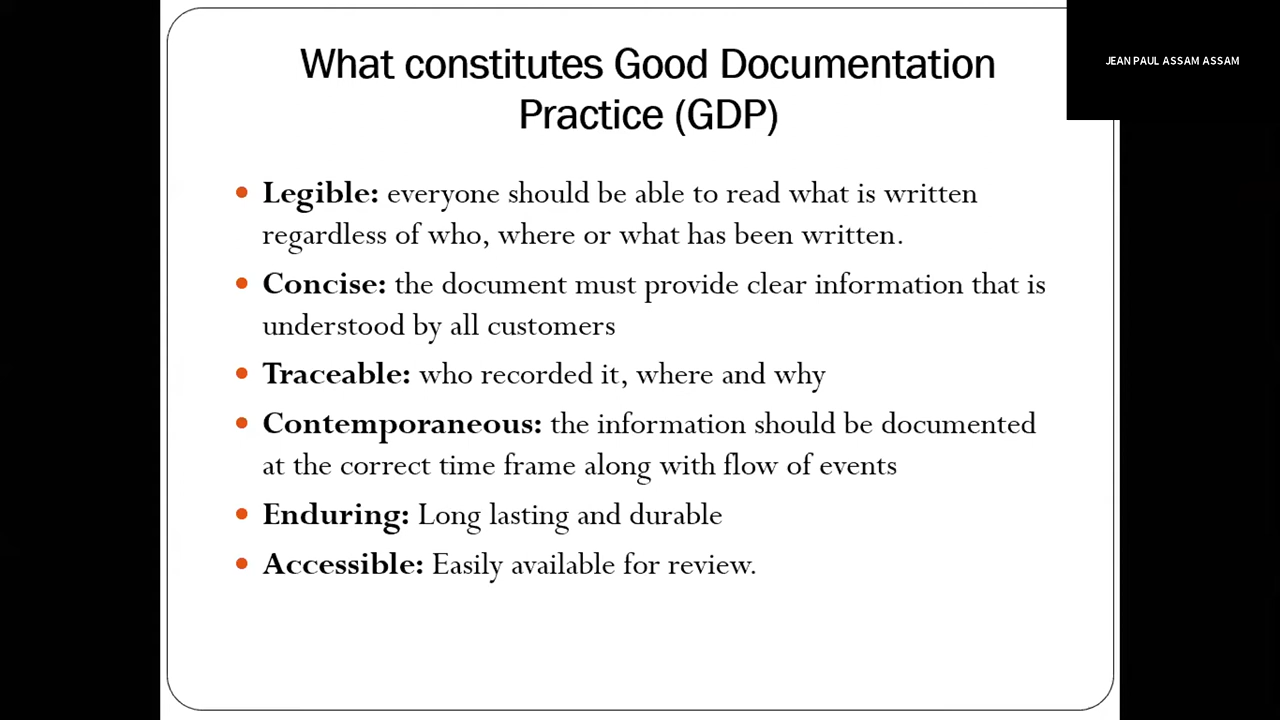 What constitutes Good Documentation
Practice (GDP)
JEAN PAUL ASSAM ASSAM
• Legible: everyone should be able to read what is written
regardless of who, where or what has been written.
• Concise: the document must provide clear information that is
understood by all customers
• Traceable: who recorded it, where and why
• Contemporaneous: the information should be documented
at the correct time frame along with flow of events
• Enduring: Long lasting and durable
• Accessible: Easily available for review.